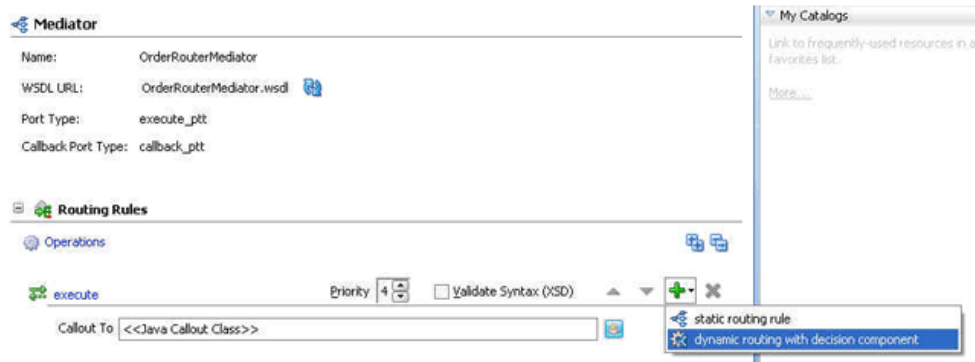 Mediator
Name: OrderRouterMediator
WSDL URL: OrderRouterMediator.wsdl
Port Type: execute_ptt
Callback Port Type: callback_ptt
Routing Rules
Operations
execute Priority 4 Validate Syntax (XSD)
Callout To <<Java Callout Class>>
static routing rule
dynamic routing with decision component
My Catalogs
Link to frequently-used resources in a
favorites list.
More...